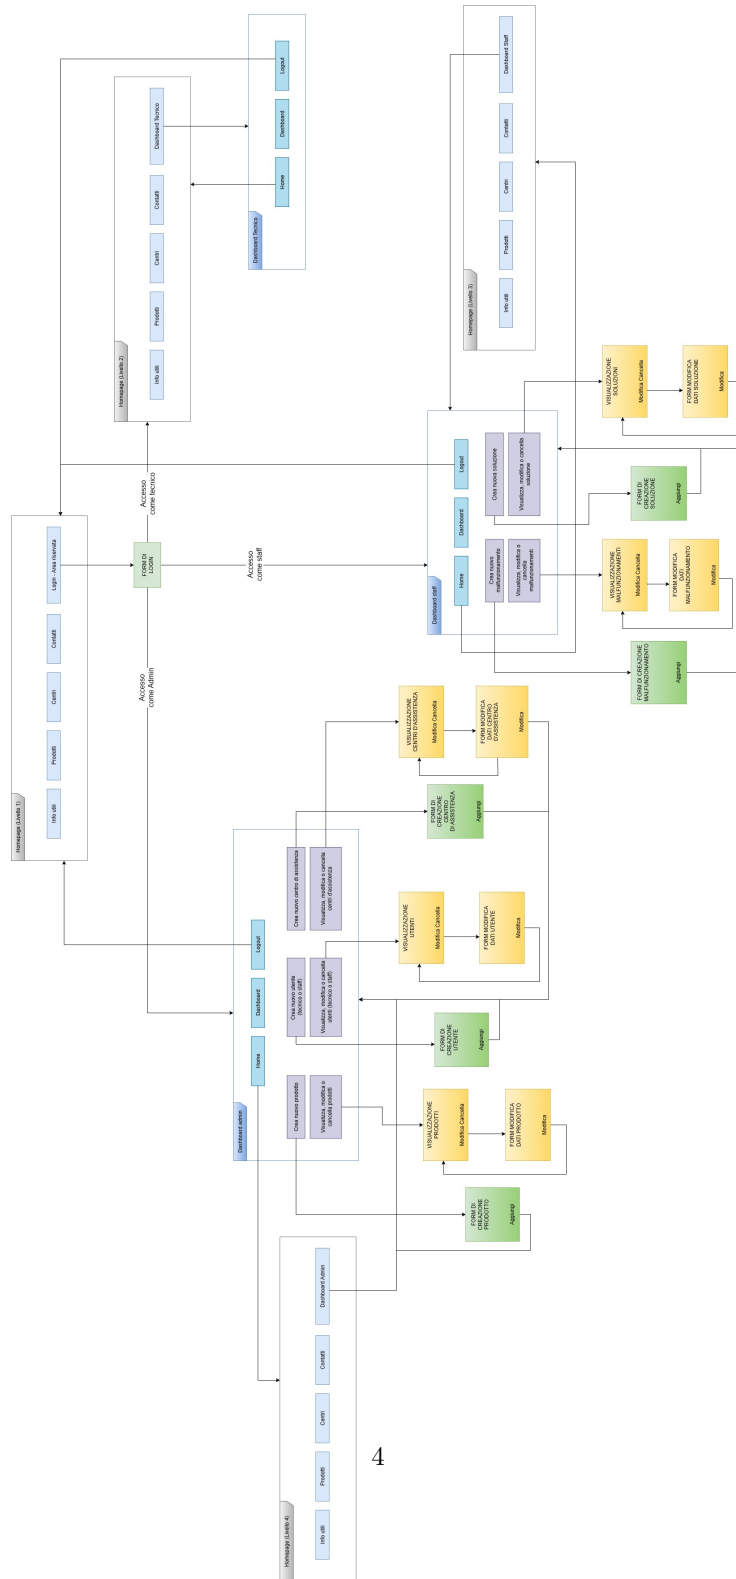 Homepage (Livello 1)
Info utili
Prodotti
Centri
Contatti
Login - Area riservata
FORM DI
LOGIN
Accesso
come Admin
Accesso
come staff
Accesso
come tecnico
Homepage (Livello 2)
Info utili
Prodotti
Centri
Contatti
Dashboard Tecnico
Dashboard Tecnico
Home
Dashboard
Logout
Homepage (Livello 3)
Info utili
Prodotti
Centri
Contatti
Dashboard Staff
Dashboard staff
Home
Dashboard
Logout
Crea nuovo
malfunzionamento
Visualizza, modifica o
cancella
malfunzionamenti
Crea nuova soluzione
Visualizza, modifica o cancella
soluzione
FORM DI CREAZIONE
MALFUNZIONAMENTO
Aggiungi
VISUALIZZAZIONE
MALFUNZIONAMENTI
Modifica Cancella
FORM MODIFICA
DATI
MALFUNZIONAMENTO
Modifica
FORM DI
CREAZIONE
SOLUZIONE
Aggiungi
VISUALIZZAZIONE
SOLUZIONI
Modifica Cancella
FORM MODIFICA
DATI SOLUZIONE
Modifica
Dashboard admin
Home
Dashboard
Logout
Crea nuovo prodotto
Visualizza, modifica o
cancella prodotti
Crea nuovo utente
(tecnico o staff)
Visualizza, modifica o cancella
utenti (tecnico o staff)
Crea nuovo centro di assistenza
Visualizza, modifica o cancella
centri d'assistenza
FORM DI
CREAZIONE
PRODOTTO
Aggiungi
VISUALIZZAZIONE
PRODOTTI
Modifica Cancella
FORM MODIFICA
DATI PRODOTTO
Modifica
FORM DI
CREAZIONE
UTENTE
Aggiungi
VISUALIZZAZIONE
UTENTI
Modifica Cancella
FORM MODIFICA
DATI UTENTE
Modifica
FORM DI
CREAZIONE
CENTRO
DI ASSISTENZA
Aggiungi
VISUALIZZAZIONE
CENTRI D'ASSISTENZA
Modifica Cancella
FORM MODIFICA
DATI CENTRO
D'ASSISTENZA
Modifica
Homepage (Livello 4)
Info utili
Prodotti
Centri
Contatti
Dashboard Admin
4